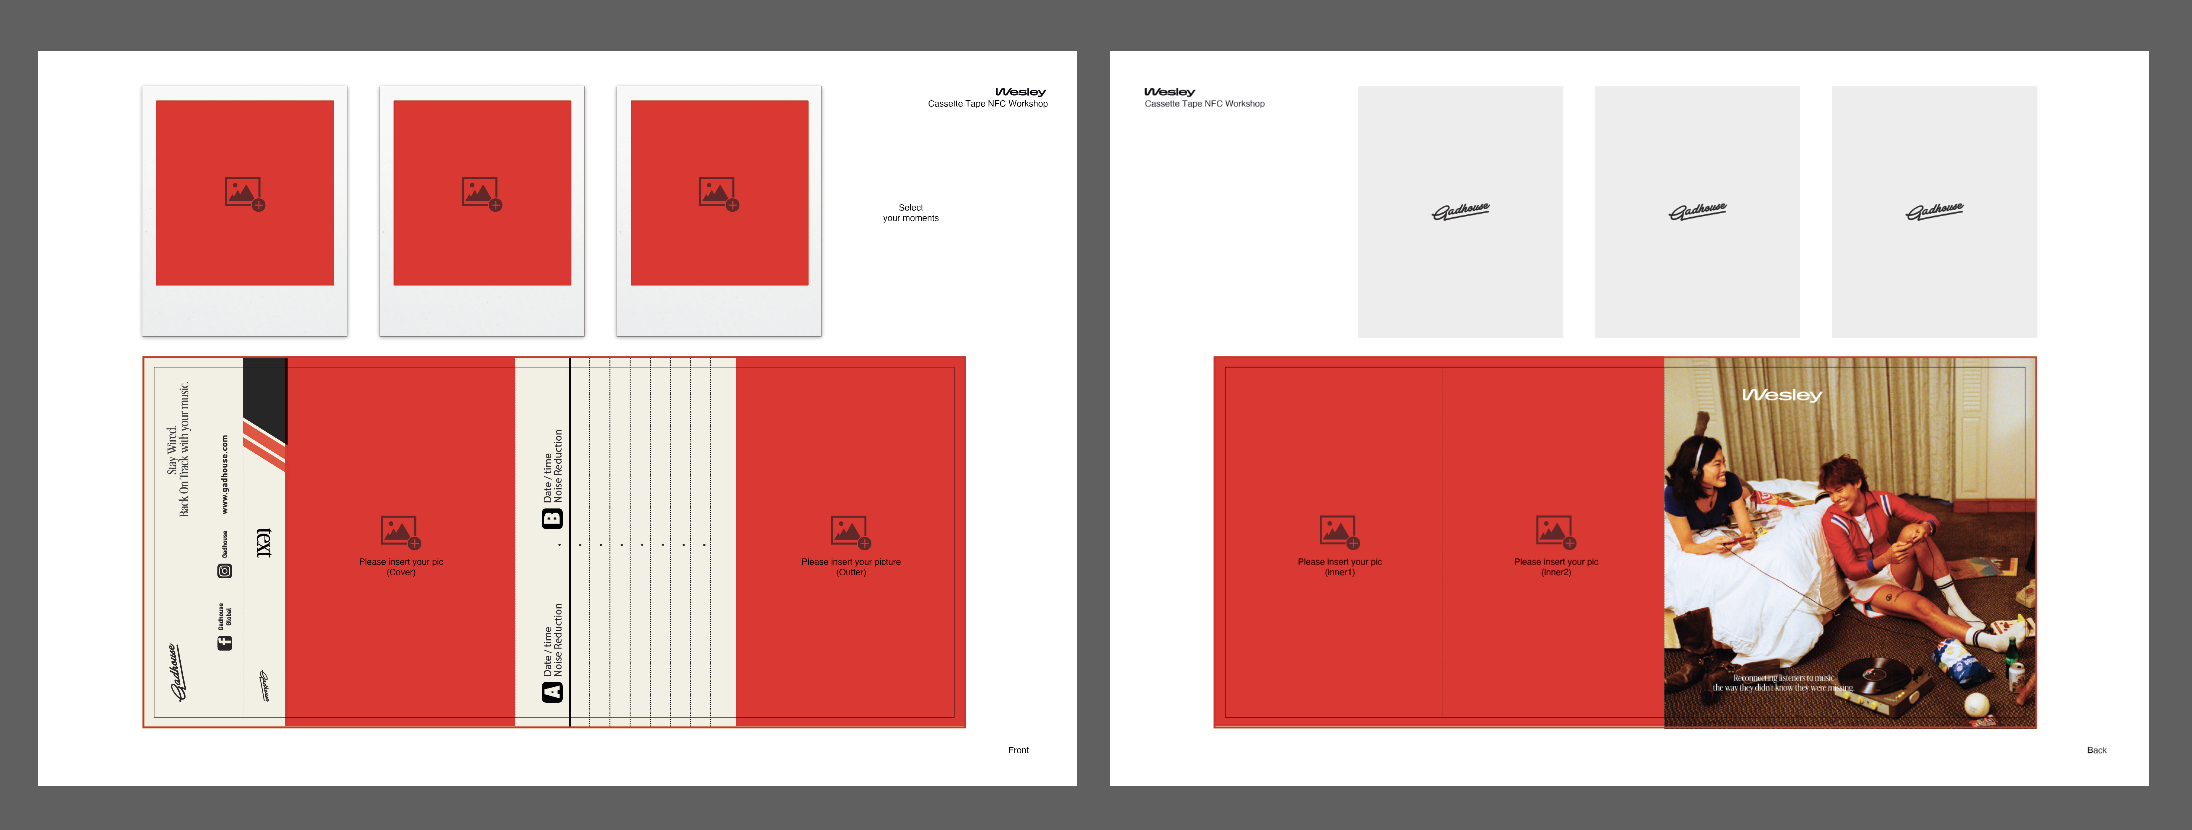 Wesley
Cassette Tape NFC Workshop
Select
your moments
Stay Wired.
Back On Track with your music.
www.gadhouse.com
Gadhouse
Gadhouse
Global
Gadhouse
text
Gadhouse
Please insert your pic
(Cover)
B Date / time
Noise Reduction
A Date / time
Noise Reduction
Please insert your picture
(Outter)
Front
Wesley
Cassette Tape NFC Workshop
Gadhouse
Gadhouse
Gadhouse
Please insert your pic
(Inner1)
Please insert your pic
(Inner2)
Wesley
Reconnecting listeners to music
the way they didn't know they were missing.
Back